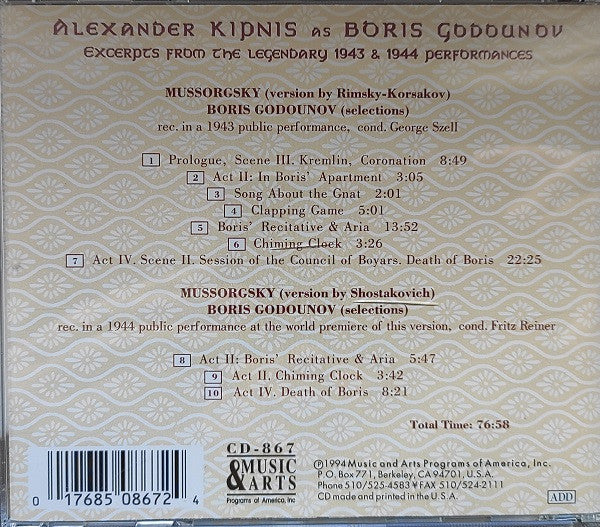 Alexander Kipnis as Boris Godounov
Excerpts from the legendary 1943 & 1944 performances
MUSSORGSKY (version by Rimsky-Korsakov)
BORIS GODOUNOV (selections)
rec. in a 1943 public performance, cond. George Szell
1 Prologue, Scene III. Kremlin, Coronation 8:49
2 Act II: In Boris' Apartment 3:05
3 Song About the Gnat 2:01
4 Clapping Game 5:01
5 Boris' Recitative & Aria 13:52
6 Chiming Clock 3:26
7 Act IV. Scene II. Session of the Council of Boyars. Death of Boris 22:25
MUSSORGSKY (version by Shostakovich)
BORIS GODOUNOV (selections)
rec. in a 1944 public performance at the world premiere of this version, cond. Fritz Reiner
8 Act II: Boris' Recitative & Aria 5:47
9 Act II. Chiming Clock 3:42
10 Act IV. Death of Boris 8:21
Total Time: 76:58
0 17685 08672 4
CD-867
MUSIC
& ARTS
Programs of America, Inc.
℗1994 Music and Arts Programs of America, Inc.
P.O. Box 771, Berkeley, CA 94701, U.S.A.
Phone 510/525-4583 ¥ FAX 510/524-2111
CD made and printed in the U.S.A.
ADD